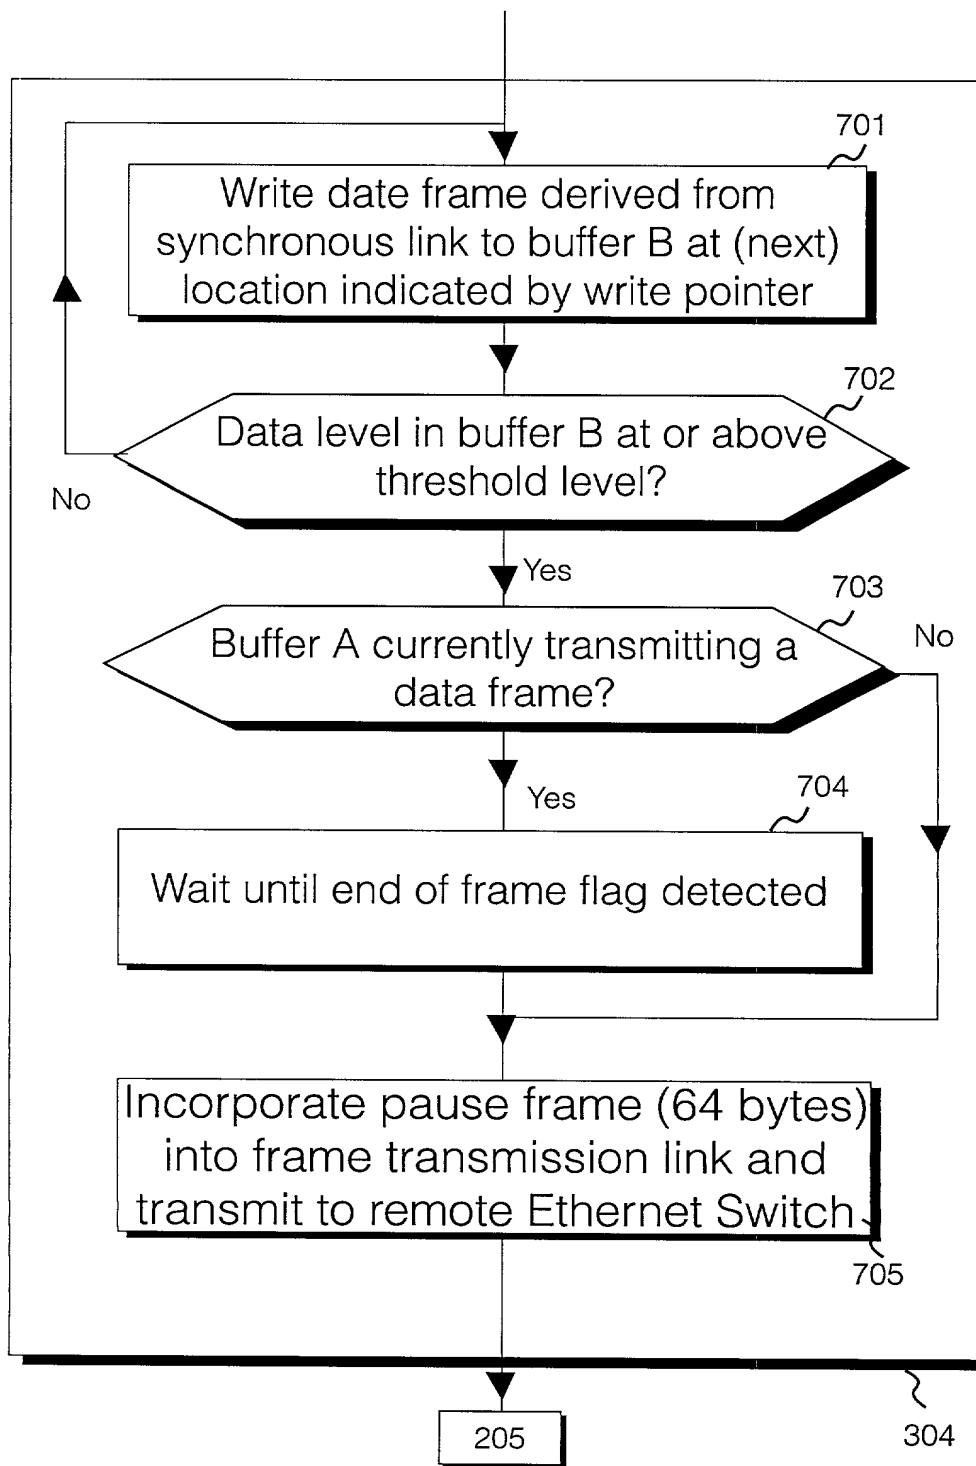 701
Write date frame derived from
synchronous link to buffer B at (next)
location indicated by write pointer
702
Data level in buffer B at or above
threshold level?
No
Yes
703
Buffer A currently transmitting a
data frame?
No
Yes
704
Wait until end of frame flag detected
Incorporate pause frame (64 bytes)
into frame transmission link and
transmit to remote Ethernet Switch
705
304
205